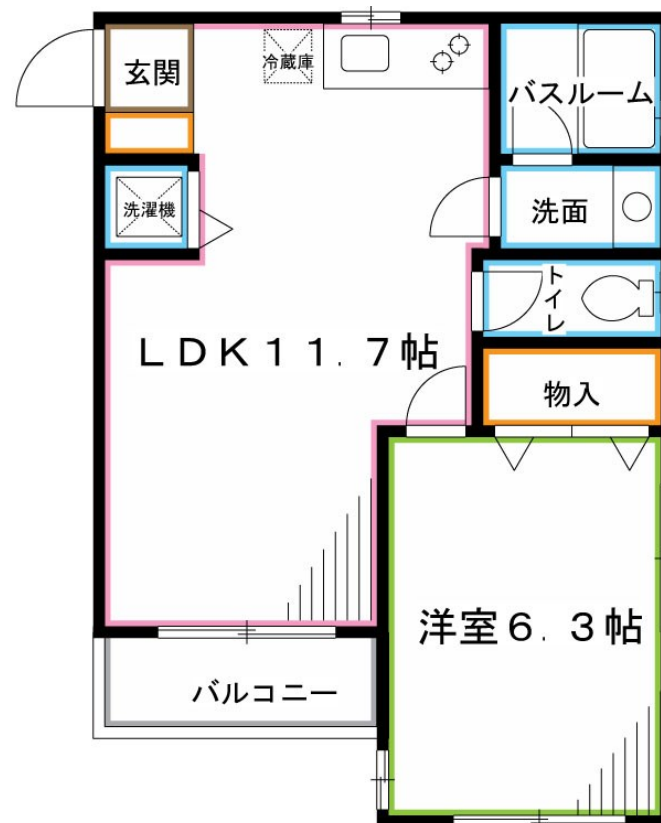 玄関
冷蔵庫
バスルーム
洗濯機
洗面
トイレ
LDK11.7帖
物入
洋室6.3帖
バルコニー